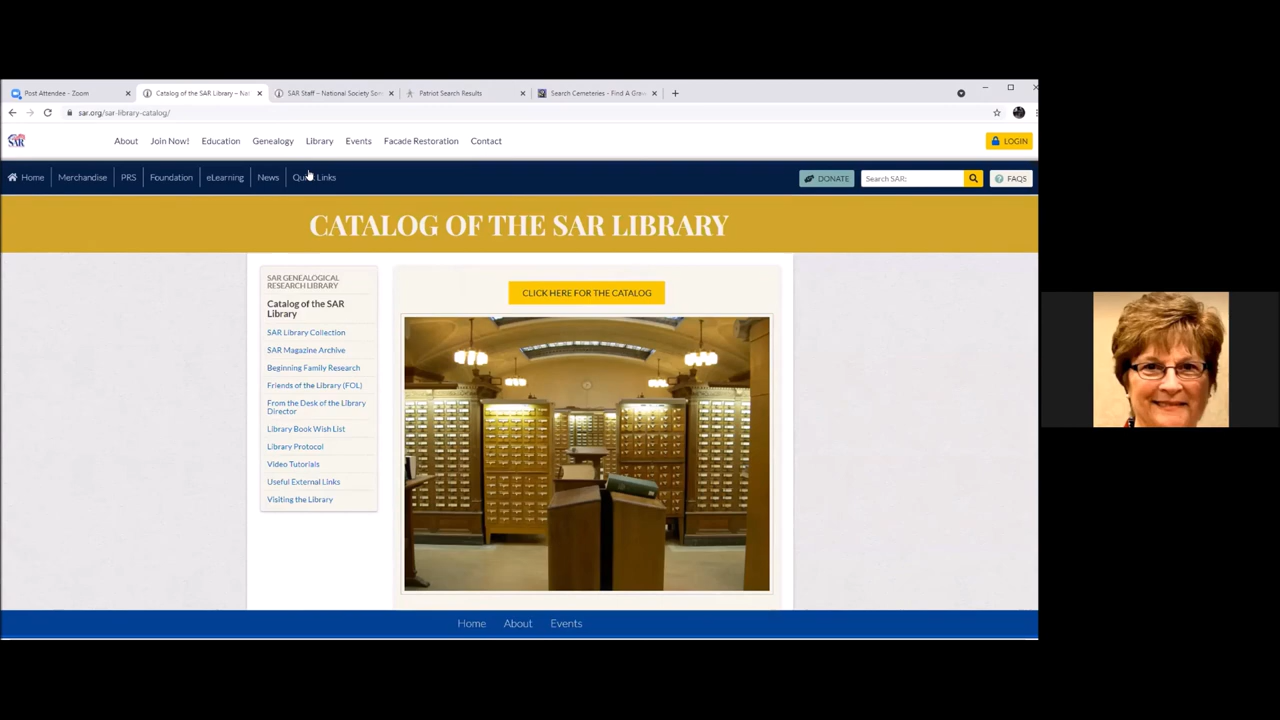 Post Attendee - Zoom
Catalog of the SAR Library – Na
SAR Staff – National Society Son
Patriot Search Results
Search Cemeteries - Find A Gra
sar.org/sar-library-catalog/
SAR
About
Join Now!
Education
Genealogy
Library
Events
Facade Restoration
Contact
LOGIN
Home
Merchandise
PRS
Foundation
eLearning
News
Quick Links
DONATE
Search SAR:
FAQS
CATALOG OF THE SAR LIBRARY
SAR GENEALOGICAL
RESEARCH LIBRARY
Catalog of the SAR
Library
SAR Library Collection
SAR Magazine Archive
Beginning Family Research
Friends of the Library (FOL)
From the Desk of the Library
Director
Library Book Wish List
Library Protocol
Video Tutorials
Useful External Links
Visiting the Library
CLICK HERE FOR THE CATALOG
Home
About
Events